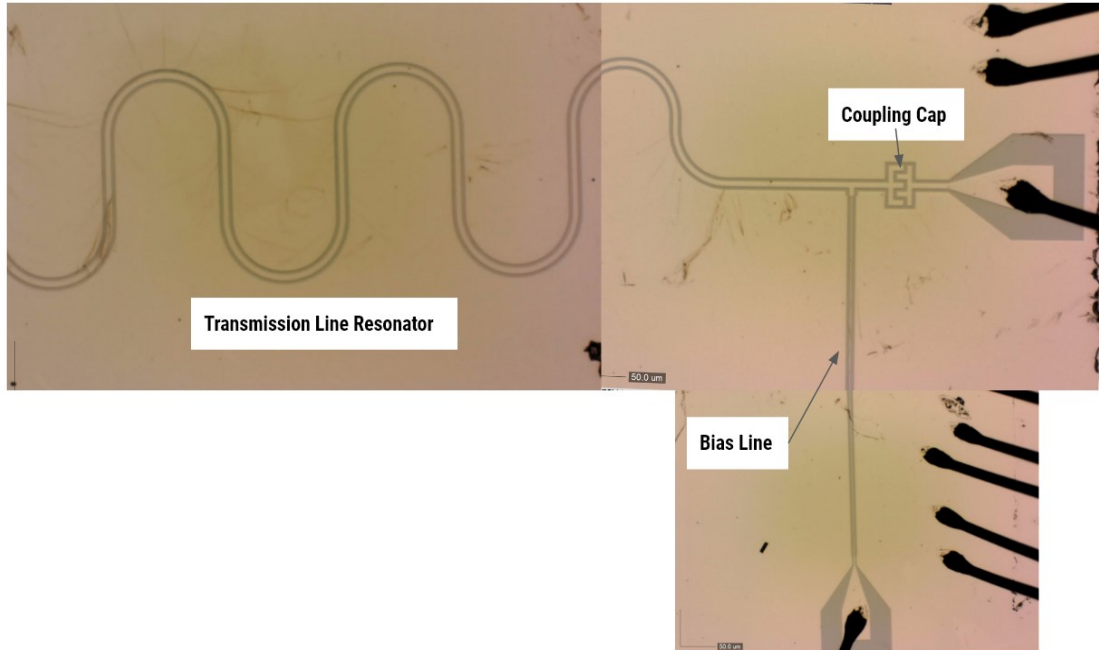 Coupling Cap
Transmission Line Resonator
50.0 um
Bias Line
50.0 um